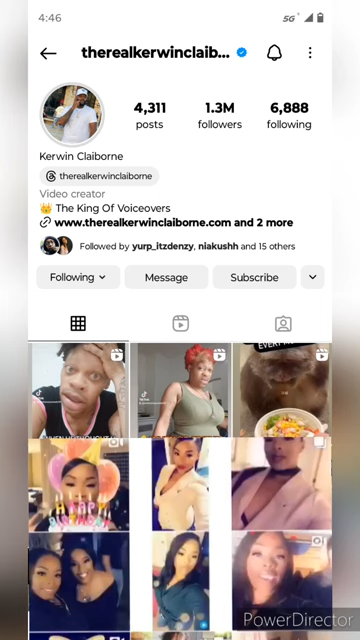 4:46
5G
therealkerwinclaib...
4,311
1.3M
6,888
posts
followers
following
Kerwin Claiborne
therealkerwinclaiborne
Video creator
👑 The King Of Voiceovers
www.therealkerwinclaiborne.com and 2 more
Followed by yurp_itzdenzy, niakushh and 15 others
Following
Message
Subscribe
PowerDirector